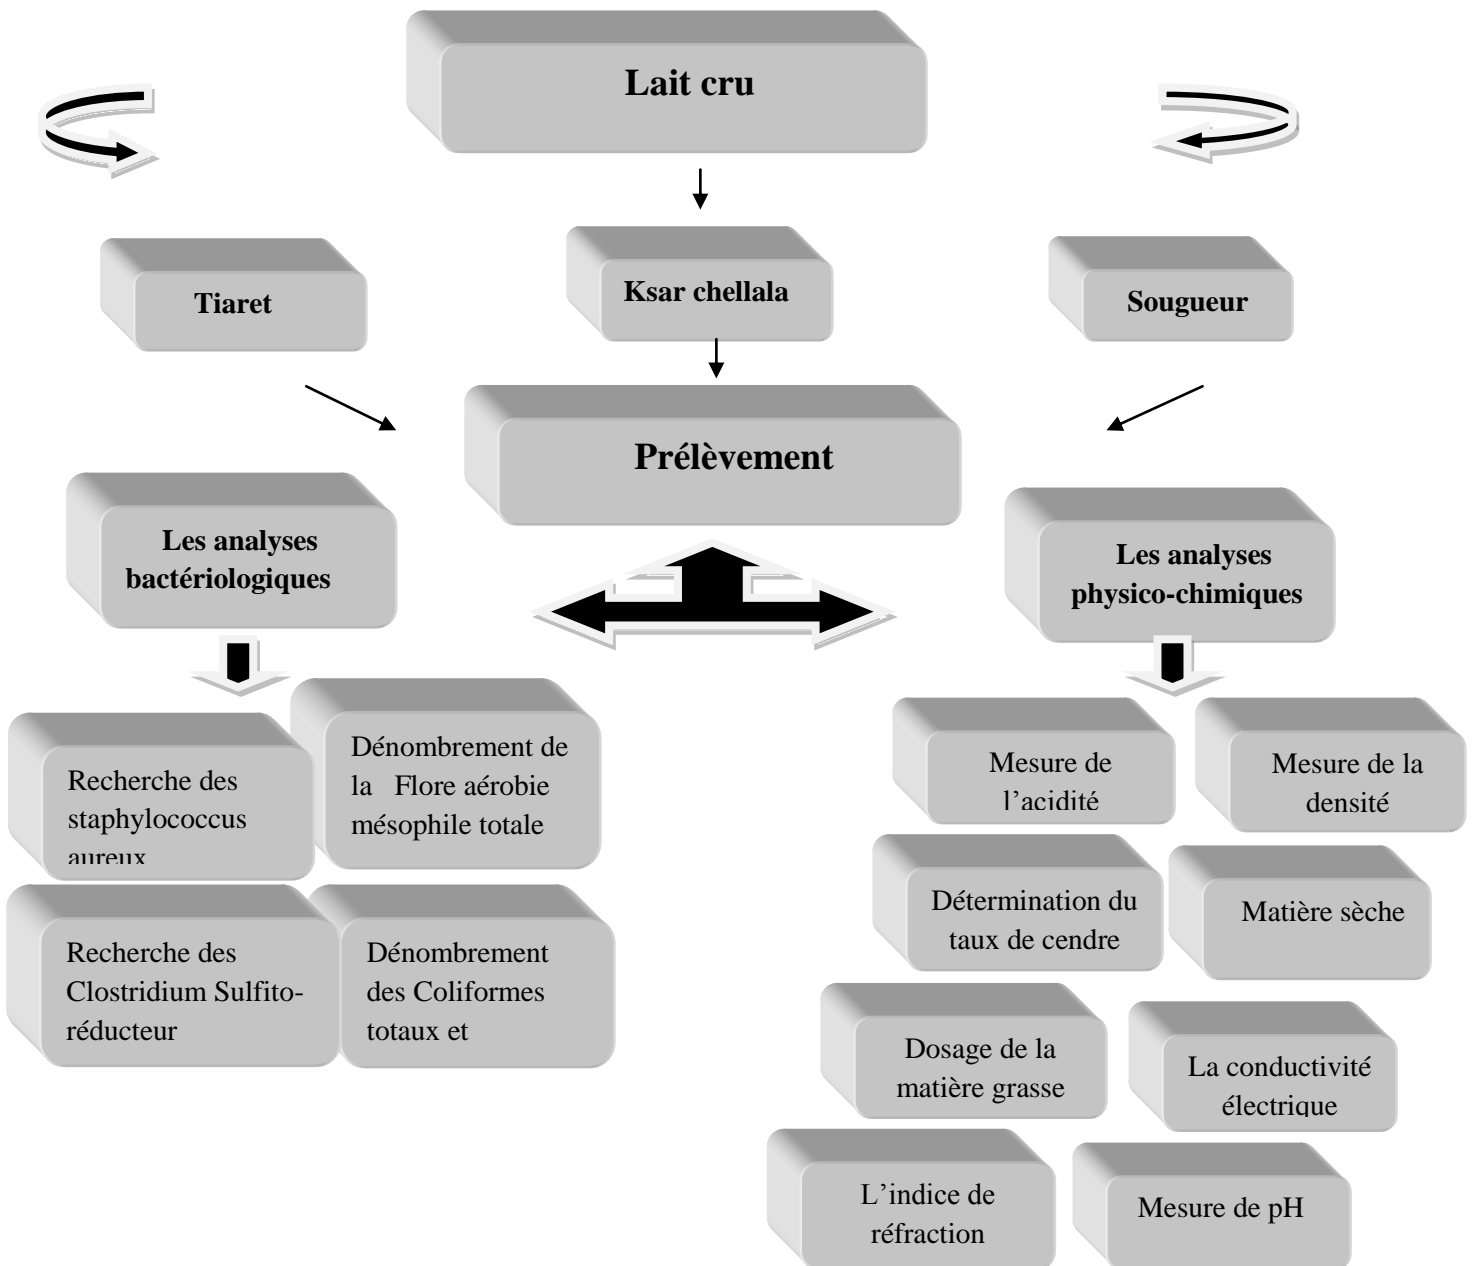 Lait cru
Tiaret
Ksar chellala
Sougueur
Prélèvement
Les analyses
bactériologiques
Les analyses
physico-chimiques
Recherche des
staphylococcus
aureux
Dénombrement de
la Flore aérobie
mésophile totale
Recherche des
Clostridium Sulfito-
réducteur
Dénombrement
des Coliformes
totaux et
Mesure de
l’acidité
Mesure de la
densité
Détermination du
taux de cendre
Matière sèche
Dosage de la
matière grasse
La conductivité
électrique
L’indice de
réfraction
Mesure de pH